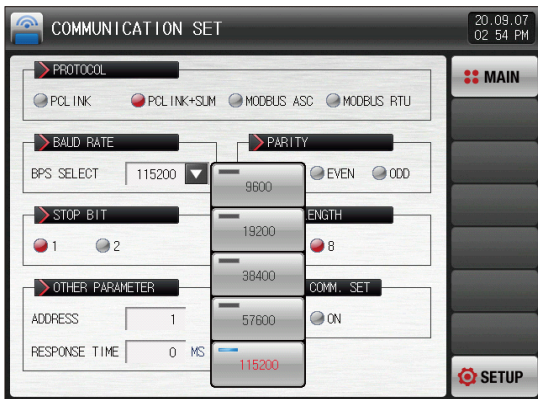 COMMUNICATION SET
20.09.07
02 54 PM
PROTOCOL
PCLINK
PCLINK+SUM
MODBUS ASC
MODBUS RTU
MAIN
BAUD RATE
PARITY
BPS SELECT
115200
EVEN
ODD
9600
19200
38400
57600
115200
STOP BIT
ENGTH
1
2
8
OTHER PARAMETER
COMM. SET
ADDRESS
1
ON
RESPONSE TIME
0
MS
SETUP